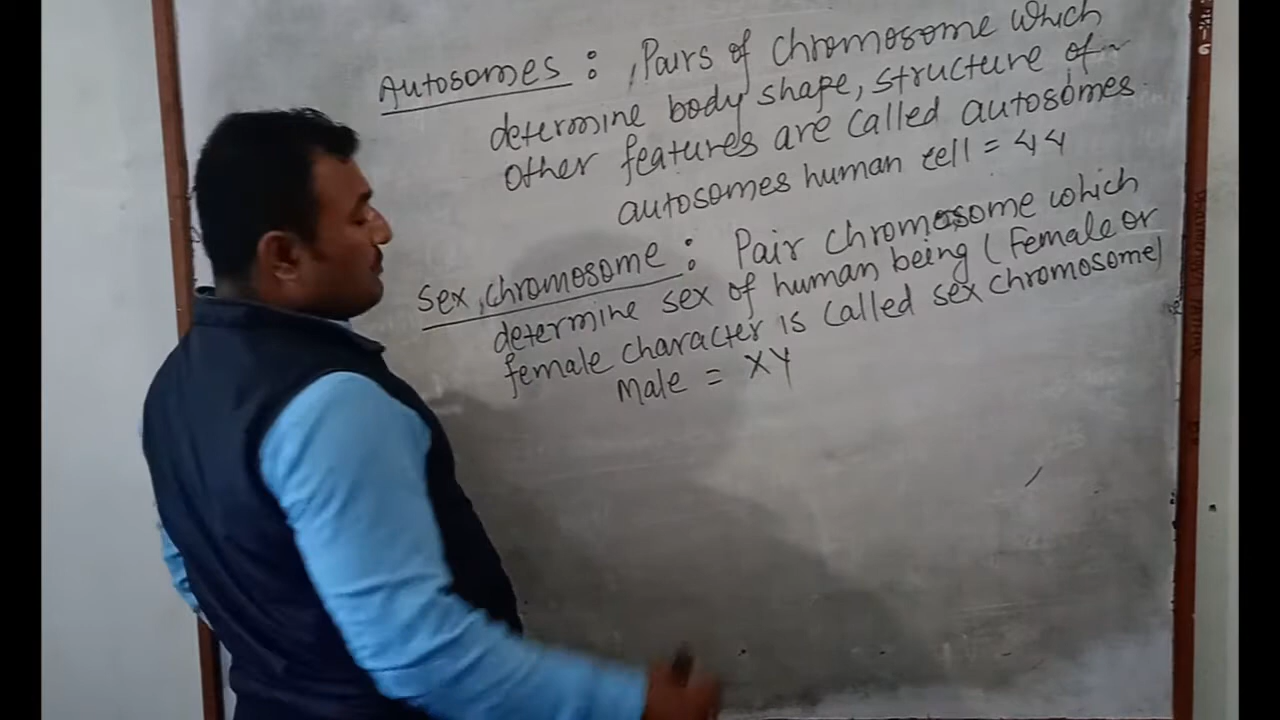 Autosomes : Pairs of chromosome which
determine body shape, structure of
other features are called autosomes.
autosomes human cell = 44
Sex chromosome : Pair chromosome which
determine sex of human being (Female or
female character is called sex chromosome)
Male = XY